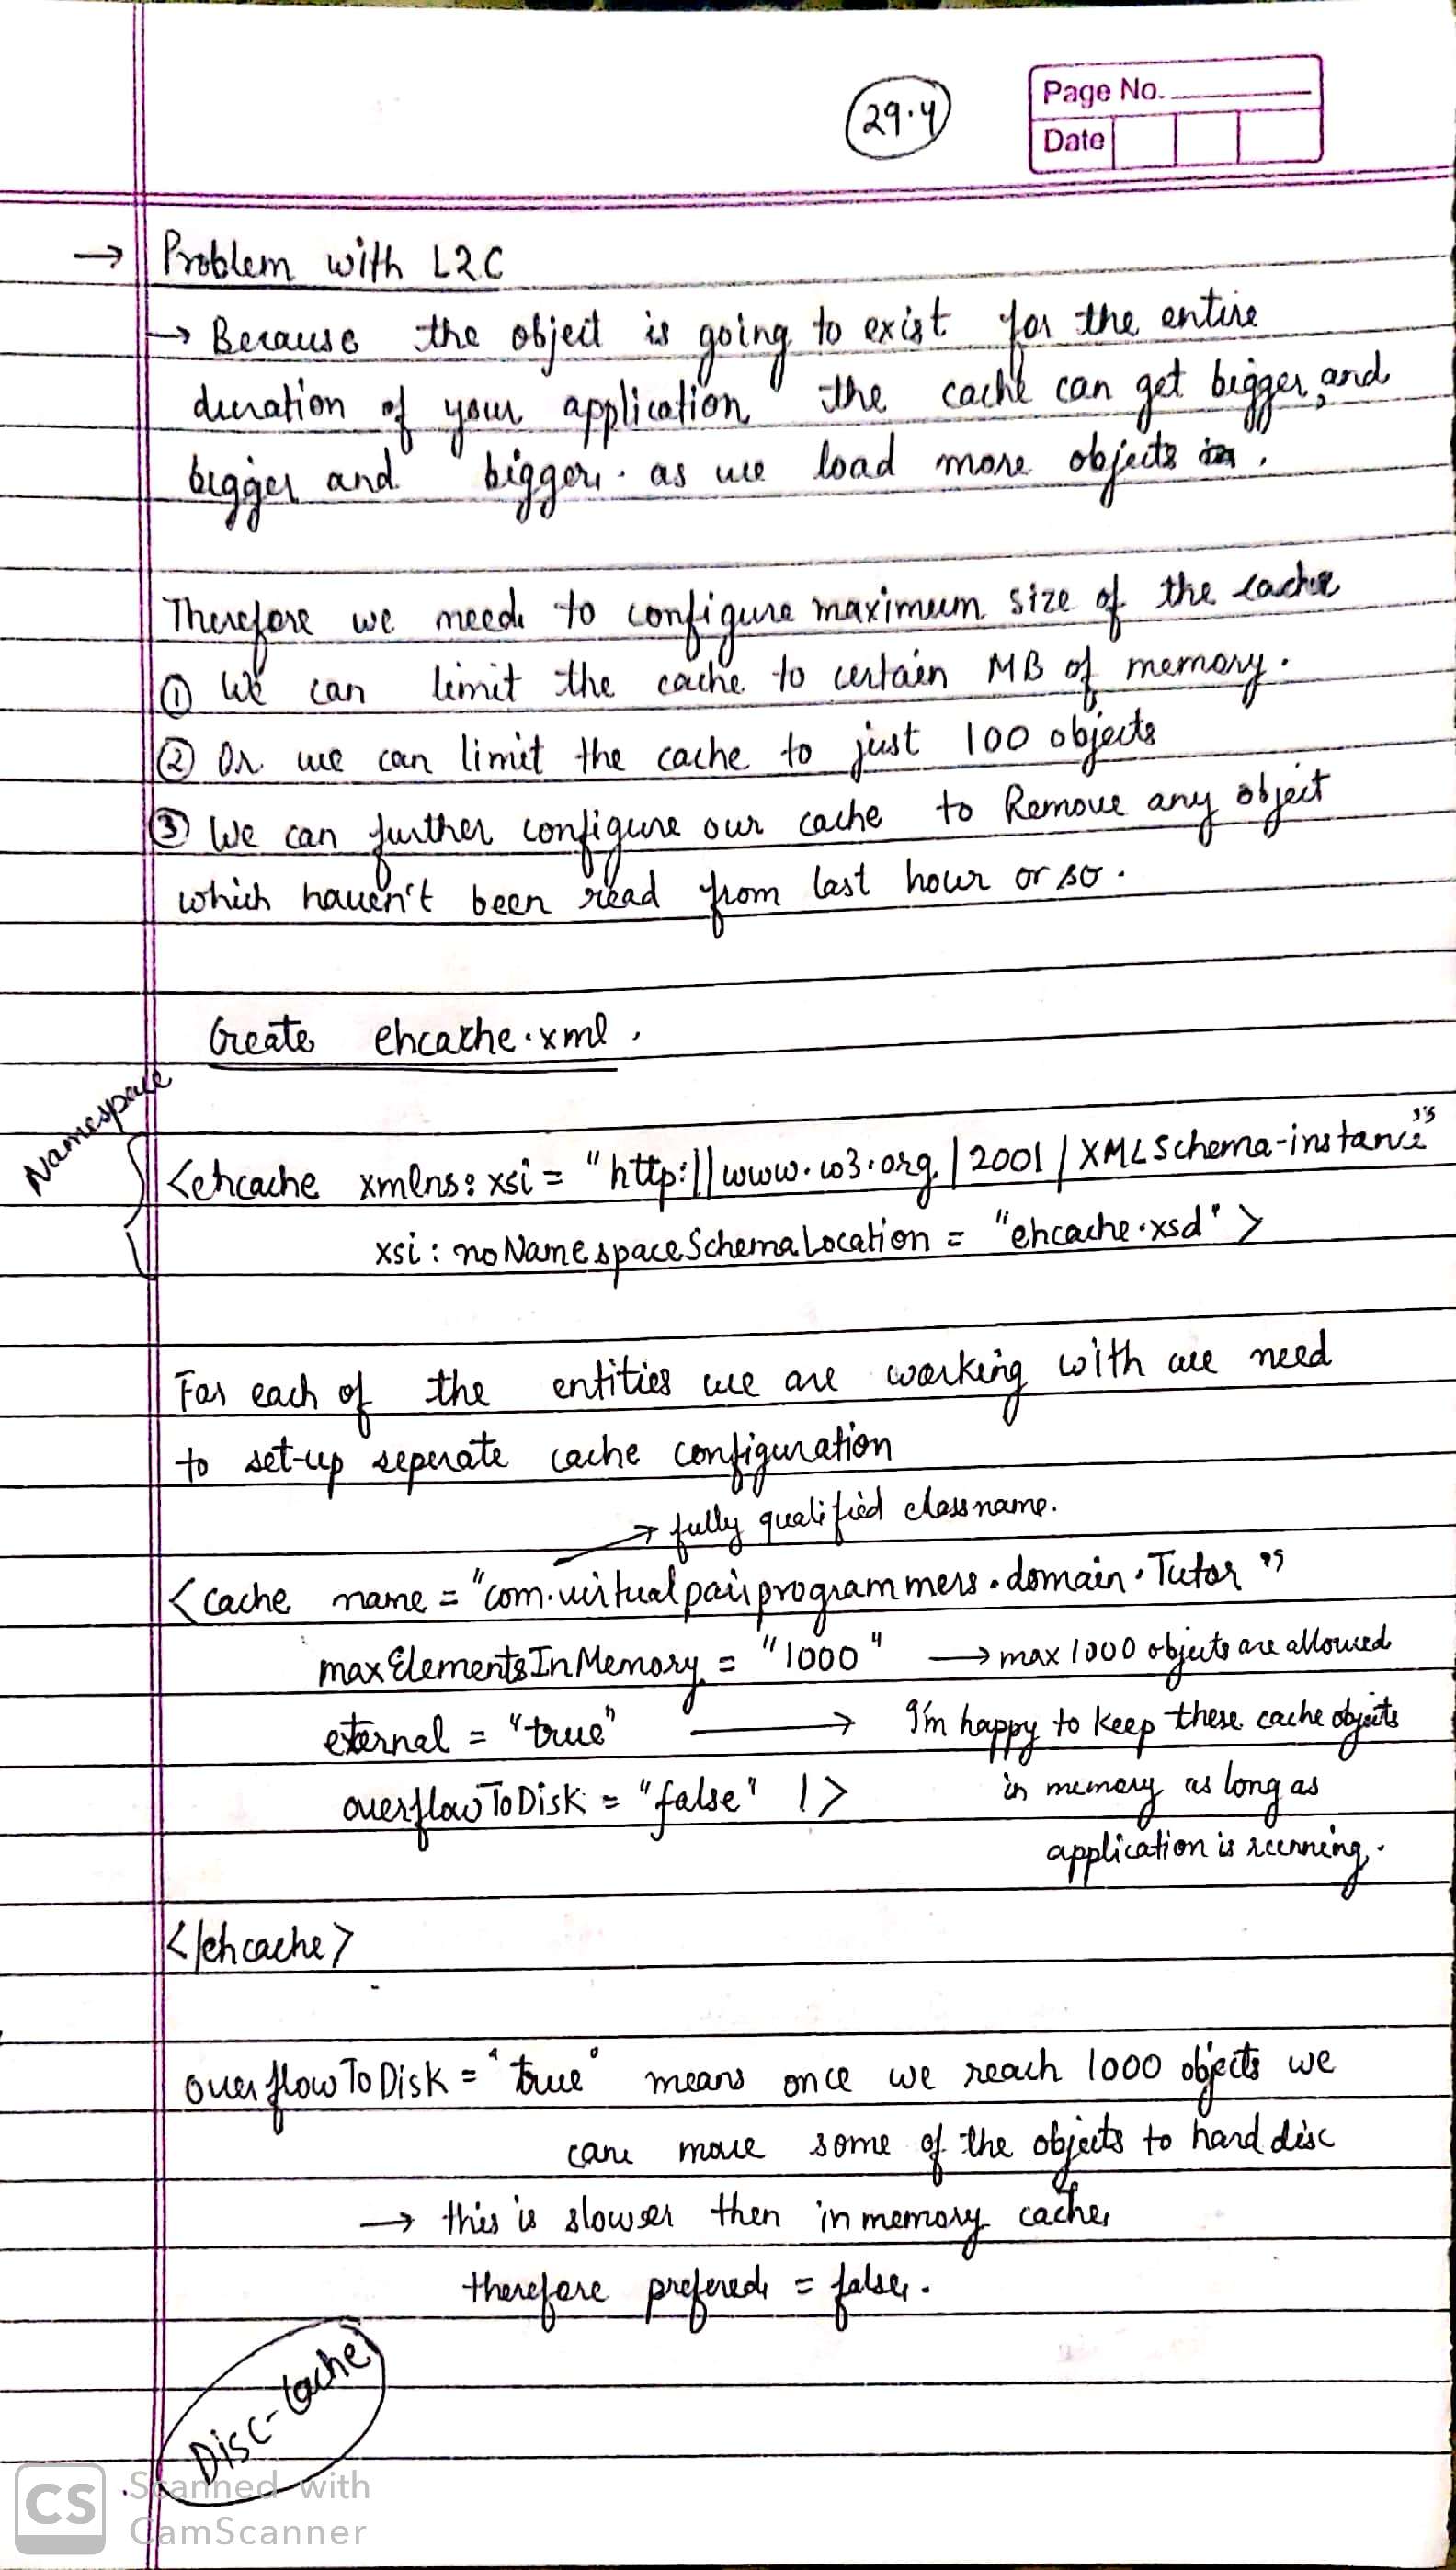 29.4
Page No.
Date
→ Problem with L2C
→ Because the object is going to exist for the entire
duration of your application the cache can get bigger, and
bigger and bigger. as we load more objects in.
Therefore we need to configure maximum size of the cache
① We can limit the cache to certain MB of memory.
② Or we can limit the cache to just 100 objects
③ We can further configure our cache to Remove any object
which haven't been read from last hour or so.
Create ehcache.xml.
Namespace
<ehcache xmlns:xsi = "http://www.w3.org/2001/XMLSchema-instance"
xsi:noNamespaceSchemaLocation = "ehcache.xsd" >
For each of the entities we are working with we need
to set-up seperate cache configuration
→ fully qualified classname.
<cache name = "com.virtualpairprogrammers.domain.Tutor"
maxElementsInMemory = "1000" → max 1000 objects are allowed
eternal = "true" → I'm happy to keep these cache objects
overflowToDisk = "false" /> in memory as long as
application is running.
</ehcache>
overflowToDisk = "true" means once we reach 1000 objects we
can move some of the objects to hard disc
→ this is slower then in memory cache,
therefore prefered = false.
Disc-Cache
CS Scanned with
CamScanner